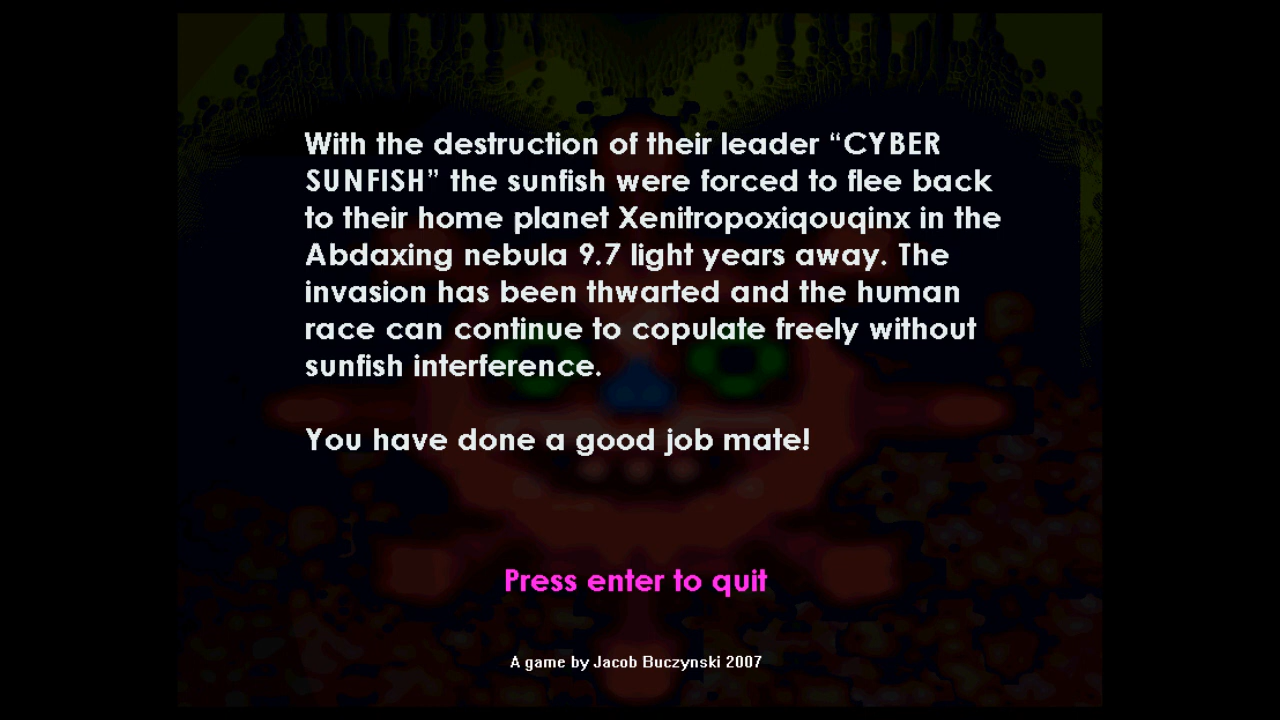 With the destruction of their leader “CYBER
SUNFISH” the sunfish were forced to flee back
to their home planet Xenitropoxiqouqinx in the
Abdaxing nebula 9.7 light years away. The
invasion has been thwarted and the human
race can continue to copulate freely without
sunfish interference.
You have done a good job mate!
Press enter to quit
A game by Jacob Buczynski 2007